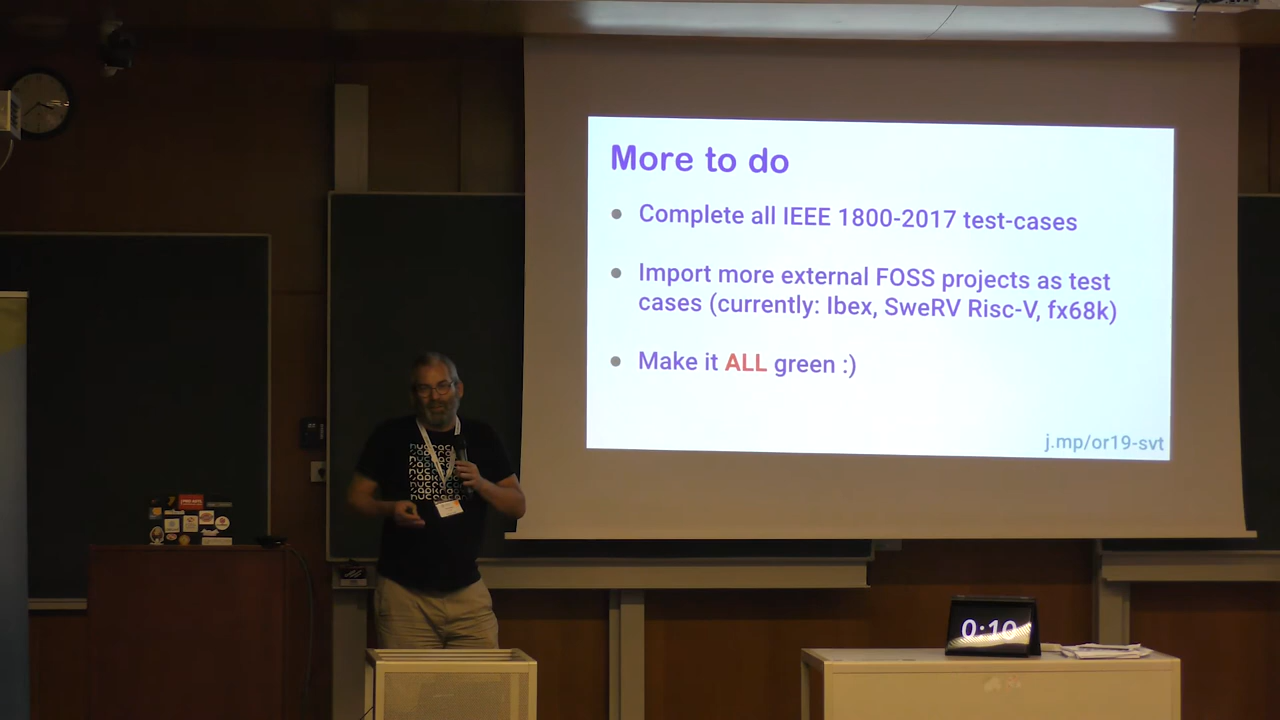 More to do
Complete all IEEE 1800-2017 test-cases
Import more external FOSS projects as test
cases (currently: Ibex, SweRV Risc-V, fx68k)
Make it ALL green :)
j.mp/or19-svt
0:10